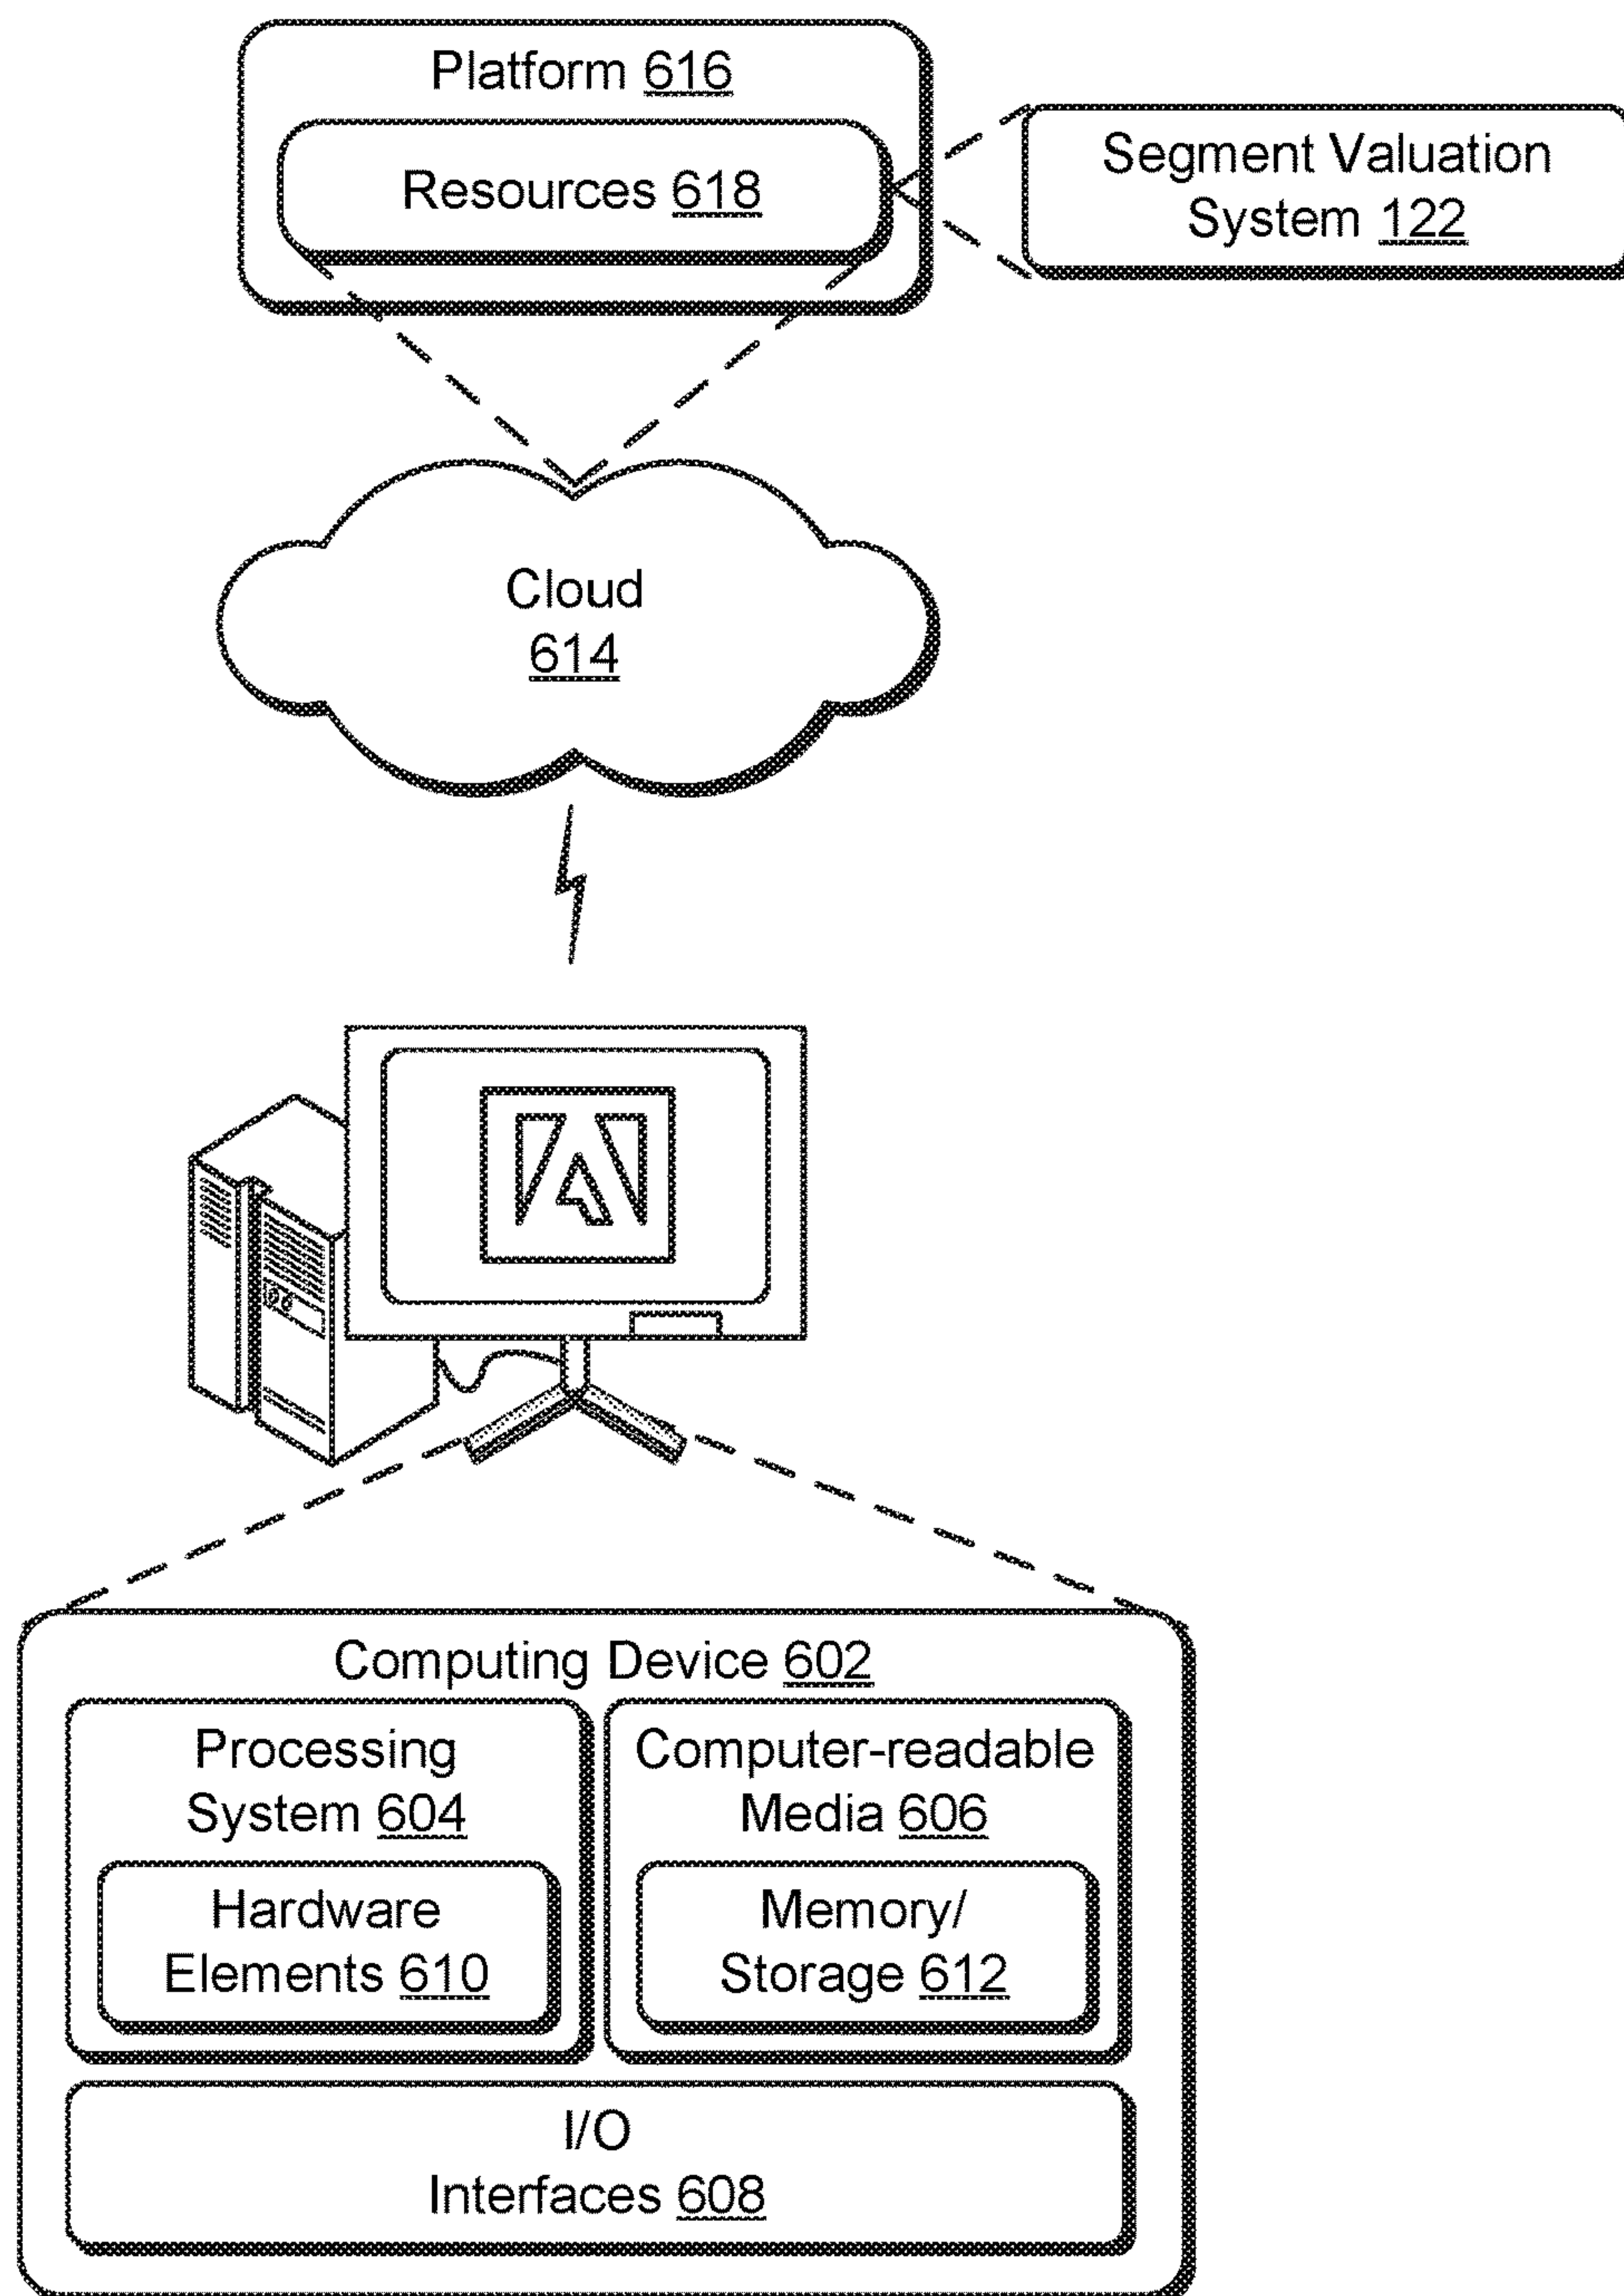 Platform 616
Resources 618
Segment Valuation
System 122
Cloud
614
Computing Device 602
Processing
System 604
Hardware
Elements 610
Computer-readable
Media 606
Memory/
Storage 612
I/O
Interfaces 608